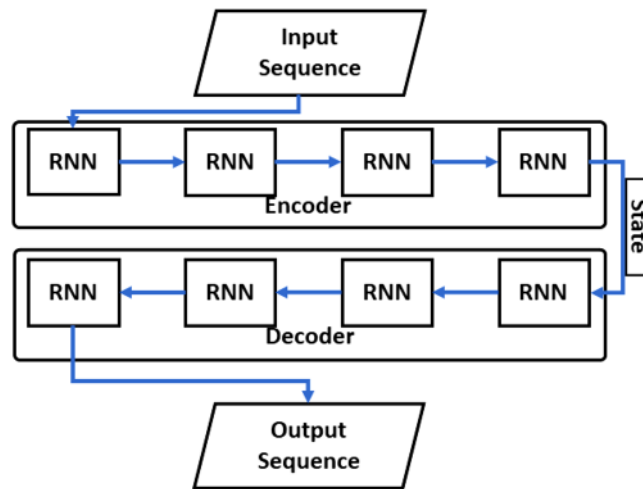 Input
Sequence
RNN RNN RNN RNN
Encoder
State
RNN RNN RNN RNN
Decoder
Output
Sequence